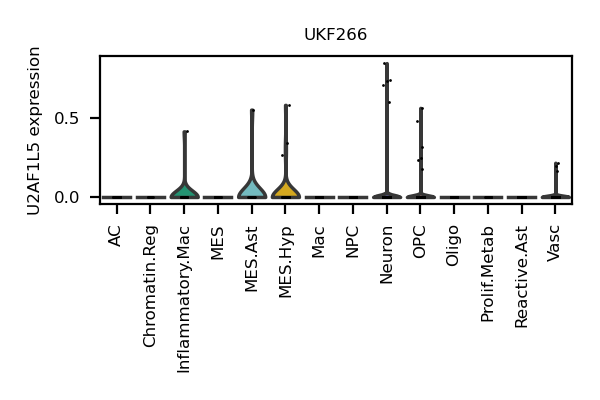 UKF266
U2AF1L5 expression
0.5
0.0
AC
Chromatin.Reg
Inflammatory.Mac
MES
MES.Ast
MES.Hyp
Mac
NPC
Neuron
OPC
Oligo
Prolif.Metab
Reactive.Ast
Vasc